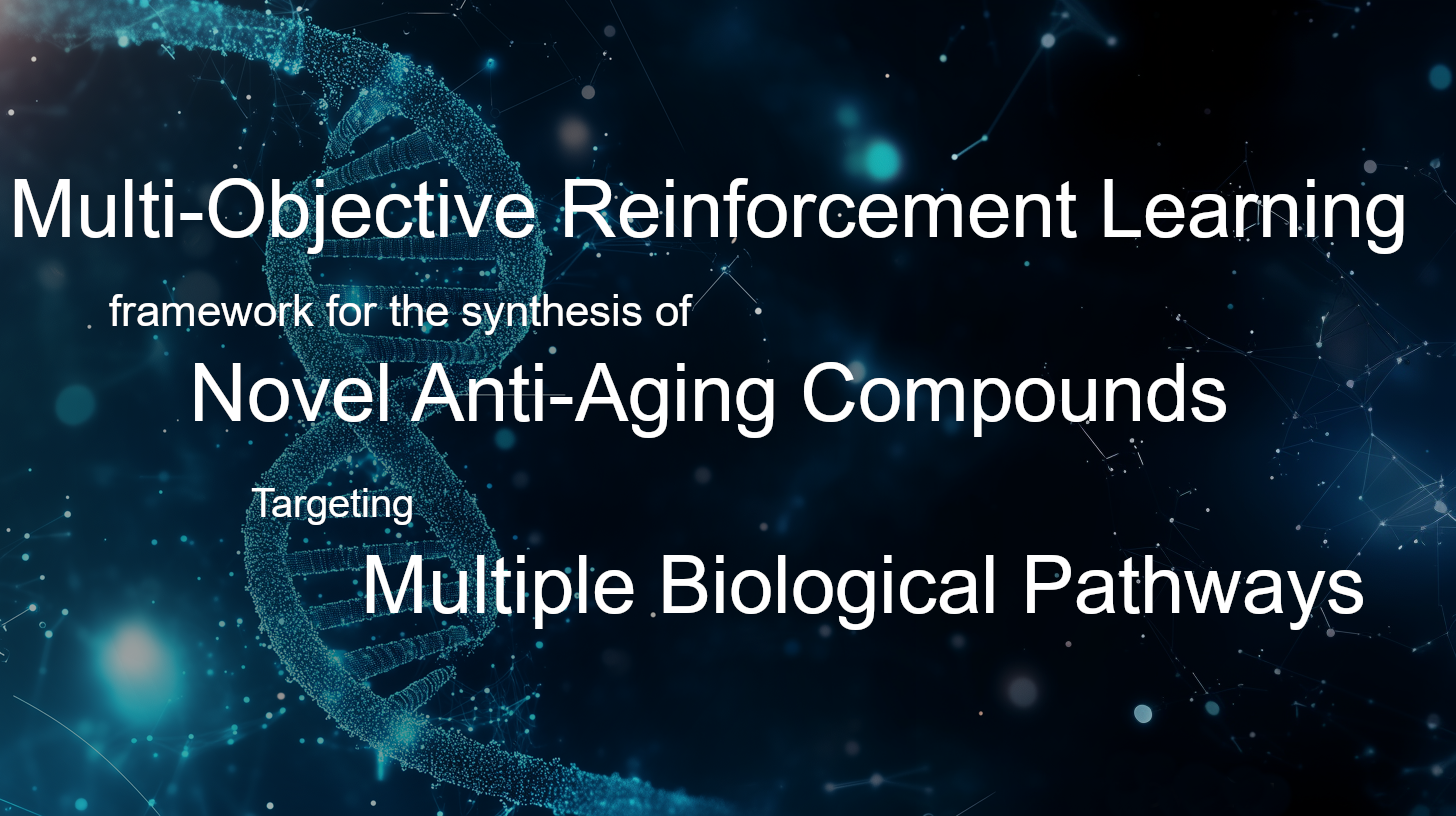 Multi-Objective Reinforcement Learning
framework for the synthesis of
Novel Anti-Aging Compounds
Targeting
Multiple Biological Pathways